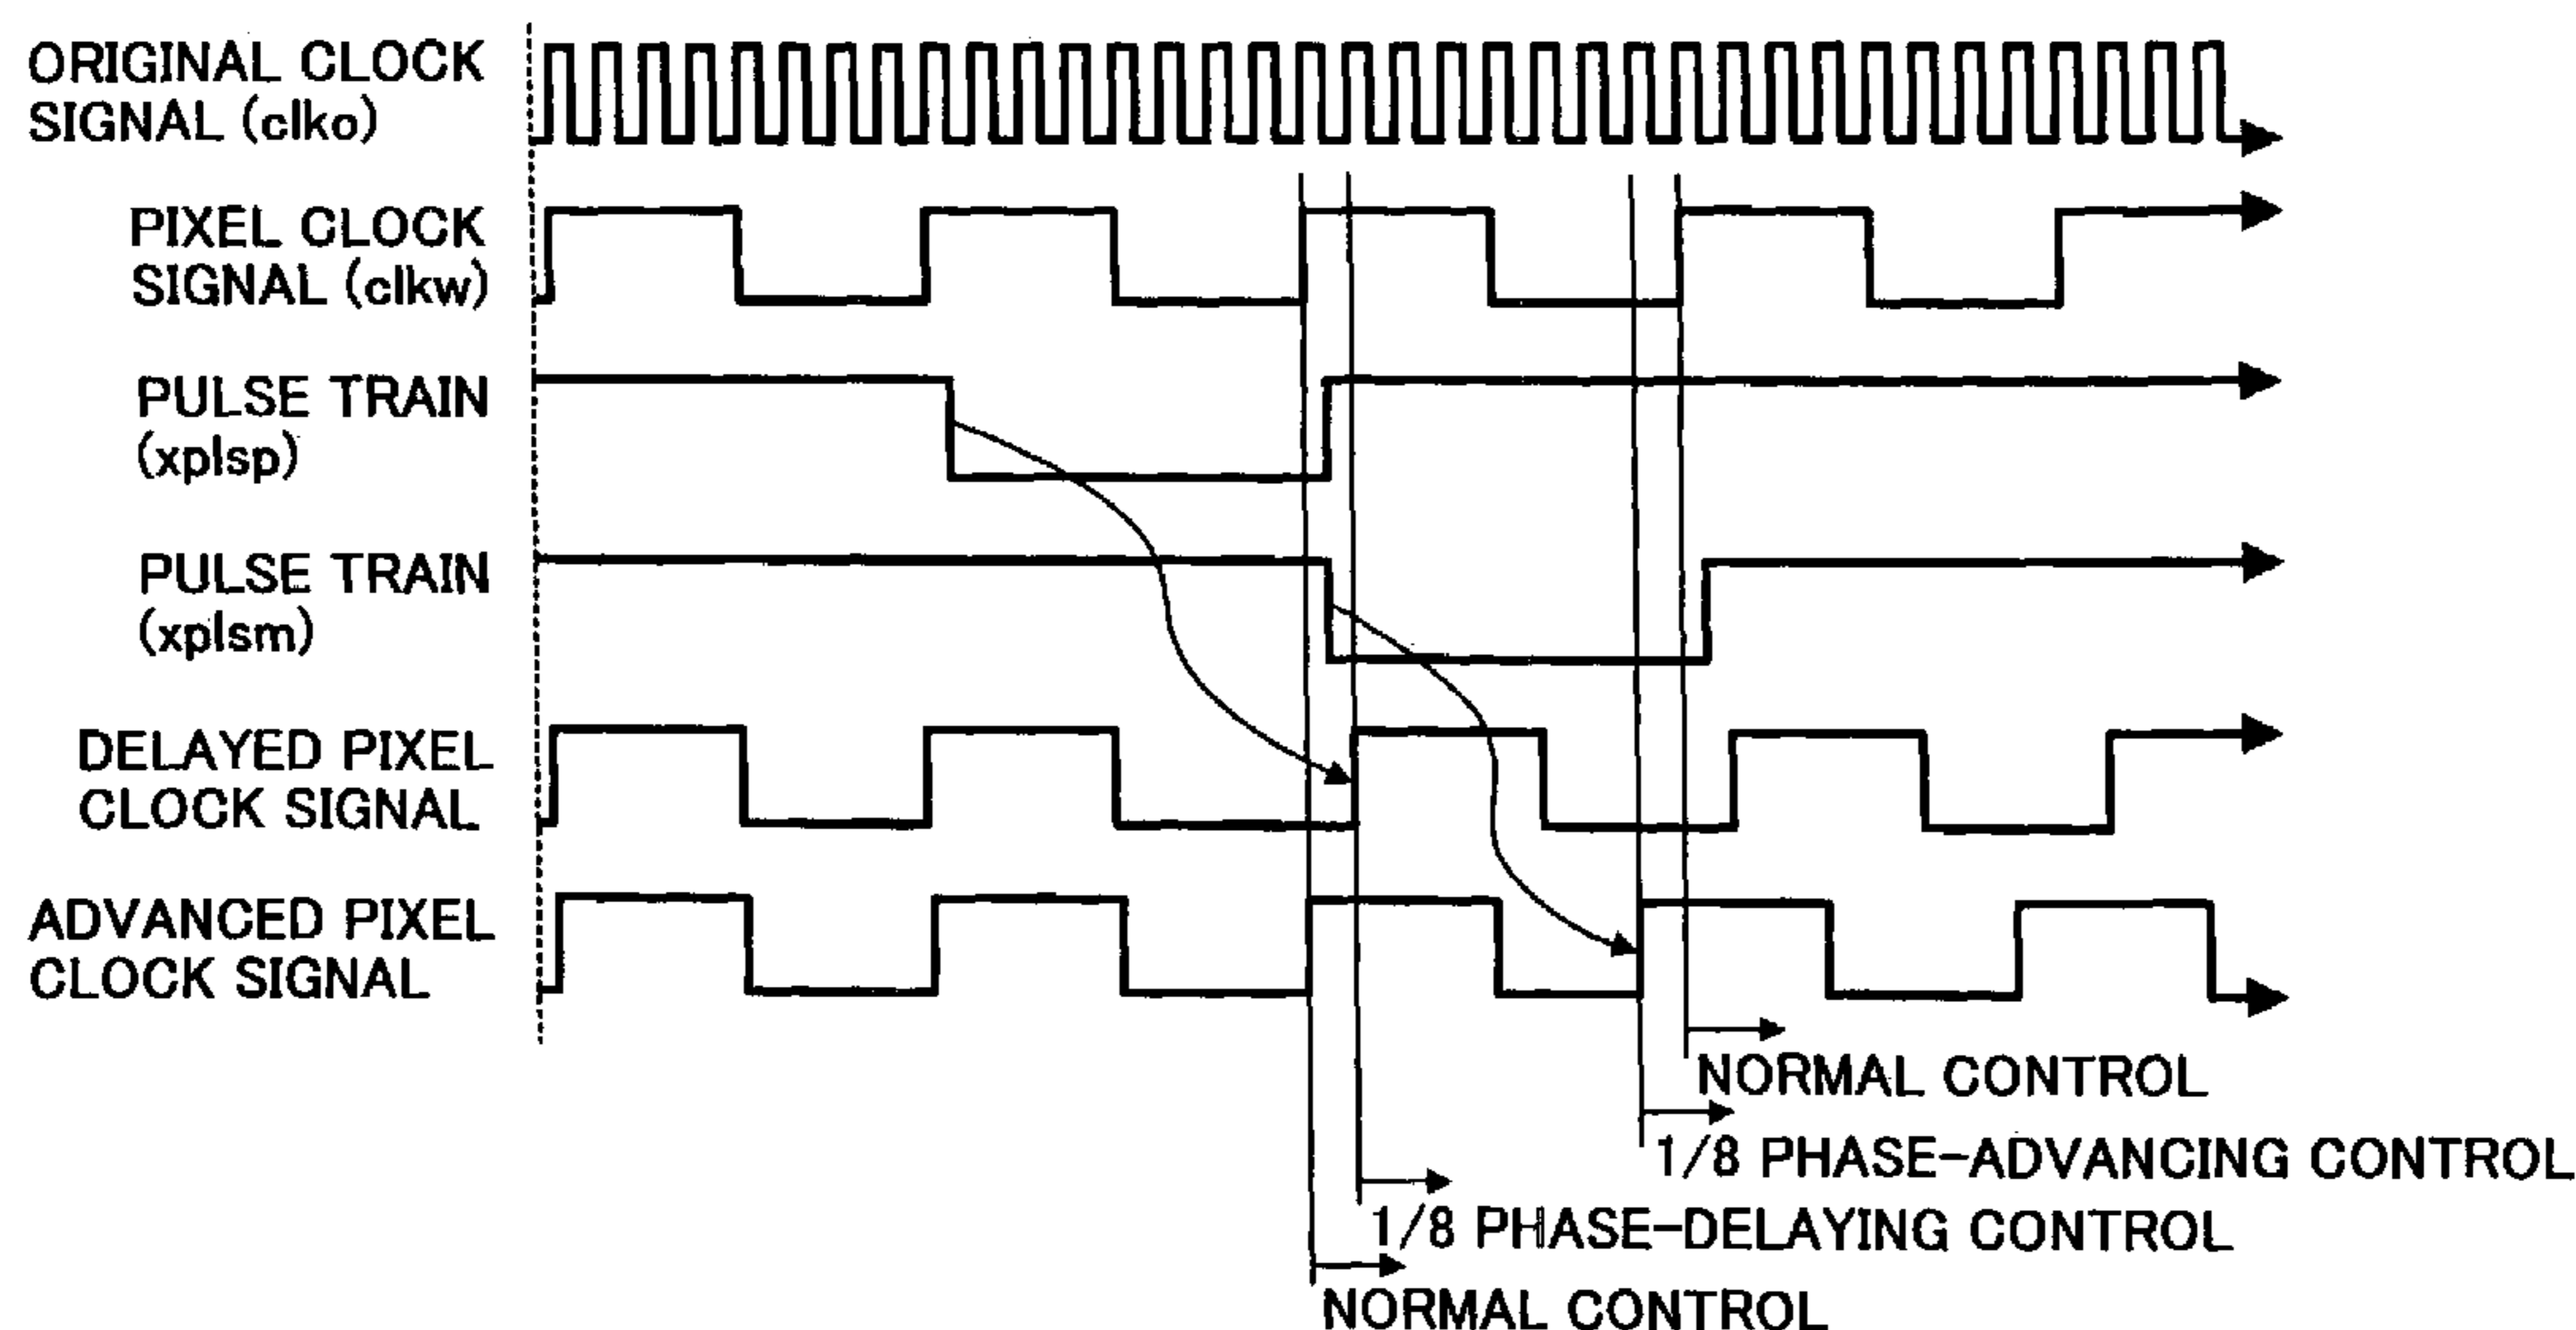 ORIGINAL CLOCK
SIGNAL (clko)
PIXEL CLOCK
SIGNAL (clkw)
PULSE TRAIN
(xplsp)
PULSE TRAIN
(xplsm)
DELAYED PIXEL
CLOCK SIGNAL
ADVANCED PIXEL
CLOCK SIGNAL
NORMAL CONTROL
1/8 PHASE-ADVANCING CONTROL
1/8 PHASE-DELAYING CONTROL
NORMAL CONTROL